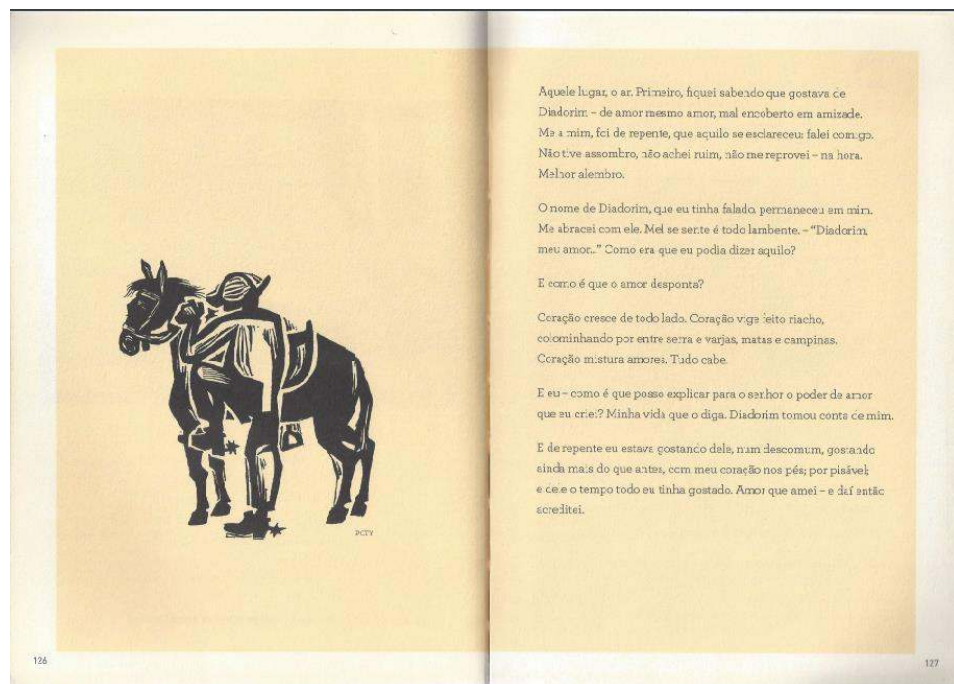 Aquele lugar, o ar. Primeiro, fiquei sabendo que gostava de
Diadorim – de amor mesmo amor, mal encoberto em amizade.
Me a mim, foi de repente, que aquilo se esclareceu: falei comigo.
Não tive assombro, não achei ruim, não me reprovei – na hora.
Melhor alembro.
O nome de Diadorim, que eu tinha falado, permaneceu em mim.
Me abracei com ele. Mel se sente é todo lambente. – "Diadorim,
meu amor..." Como era que eu podia dizer aquilo?
E como é que o amor desponta?
Coração cresce de todo lado. Coração vige feito riacho,
colominhando por entre serra e varjas, matas e campinas.
Coração mistura amores. Tudo cabe.
E eu – como é que posso explicar para o senhor o poder de amor
que eu criei? Minha vida que o diga. Diadorim tomou conta de mim.
E de repente eu estava gostando dele, num descomum, gostando
ainda mais do que antes, com meu coração nos pés; por pisável;
e dele o tempo todo eu tinha gostado. Amor que amei – e daí então
acreditei.
POTY
126
127